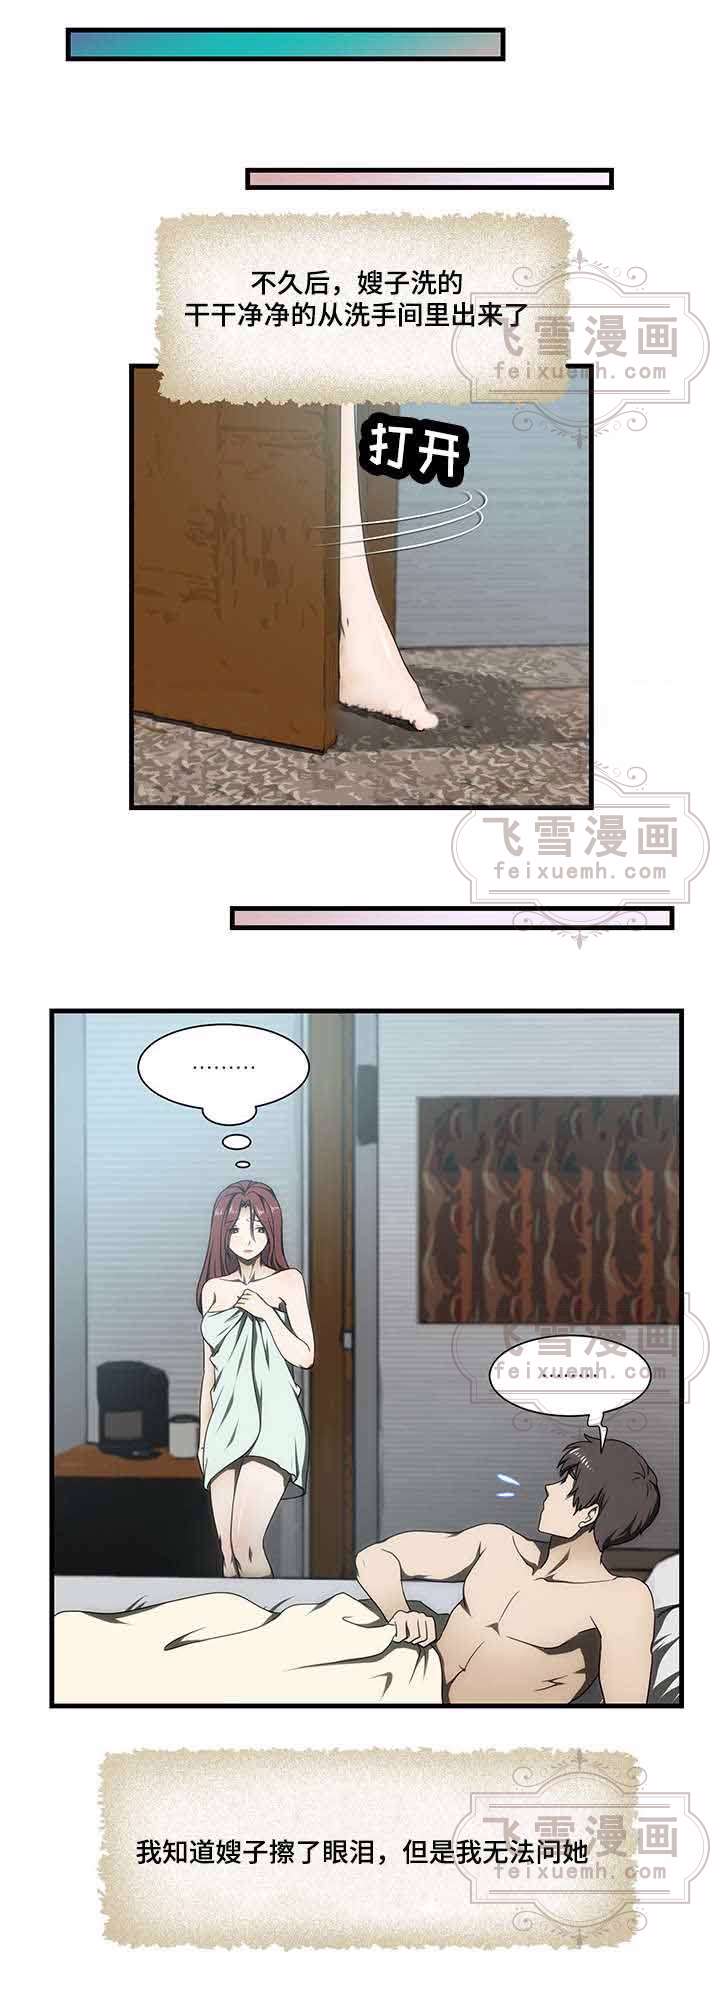 不久后，嫂子洗的
干干净净的从洗手间里出来了
飞雪漫画
feixuemh.com
打开
飞雪漫画
feixuemh.com
………
飞雪漫画
feixuemh.com
………
我知道嫂子擦了眼泪，但是我无法问她
飞雪漫画
feixuemh.com